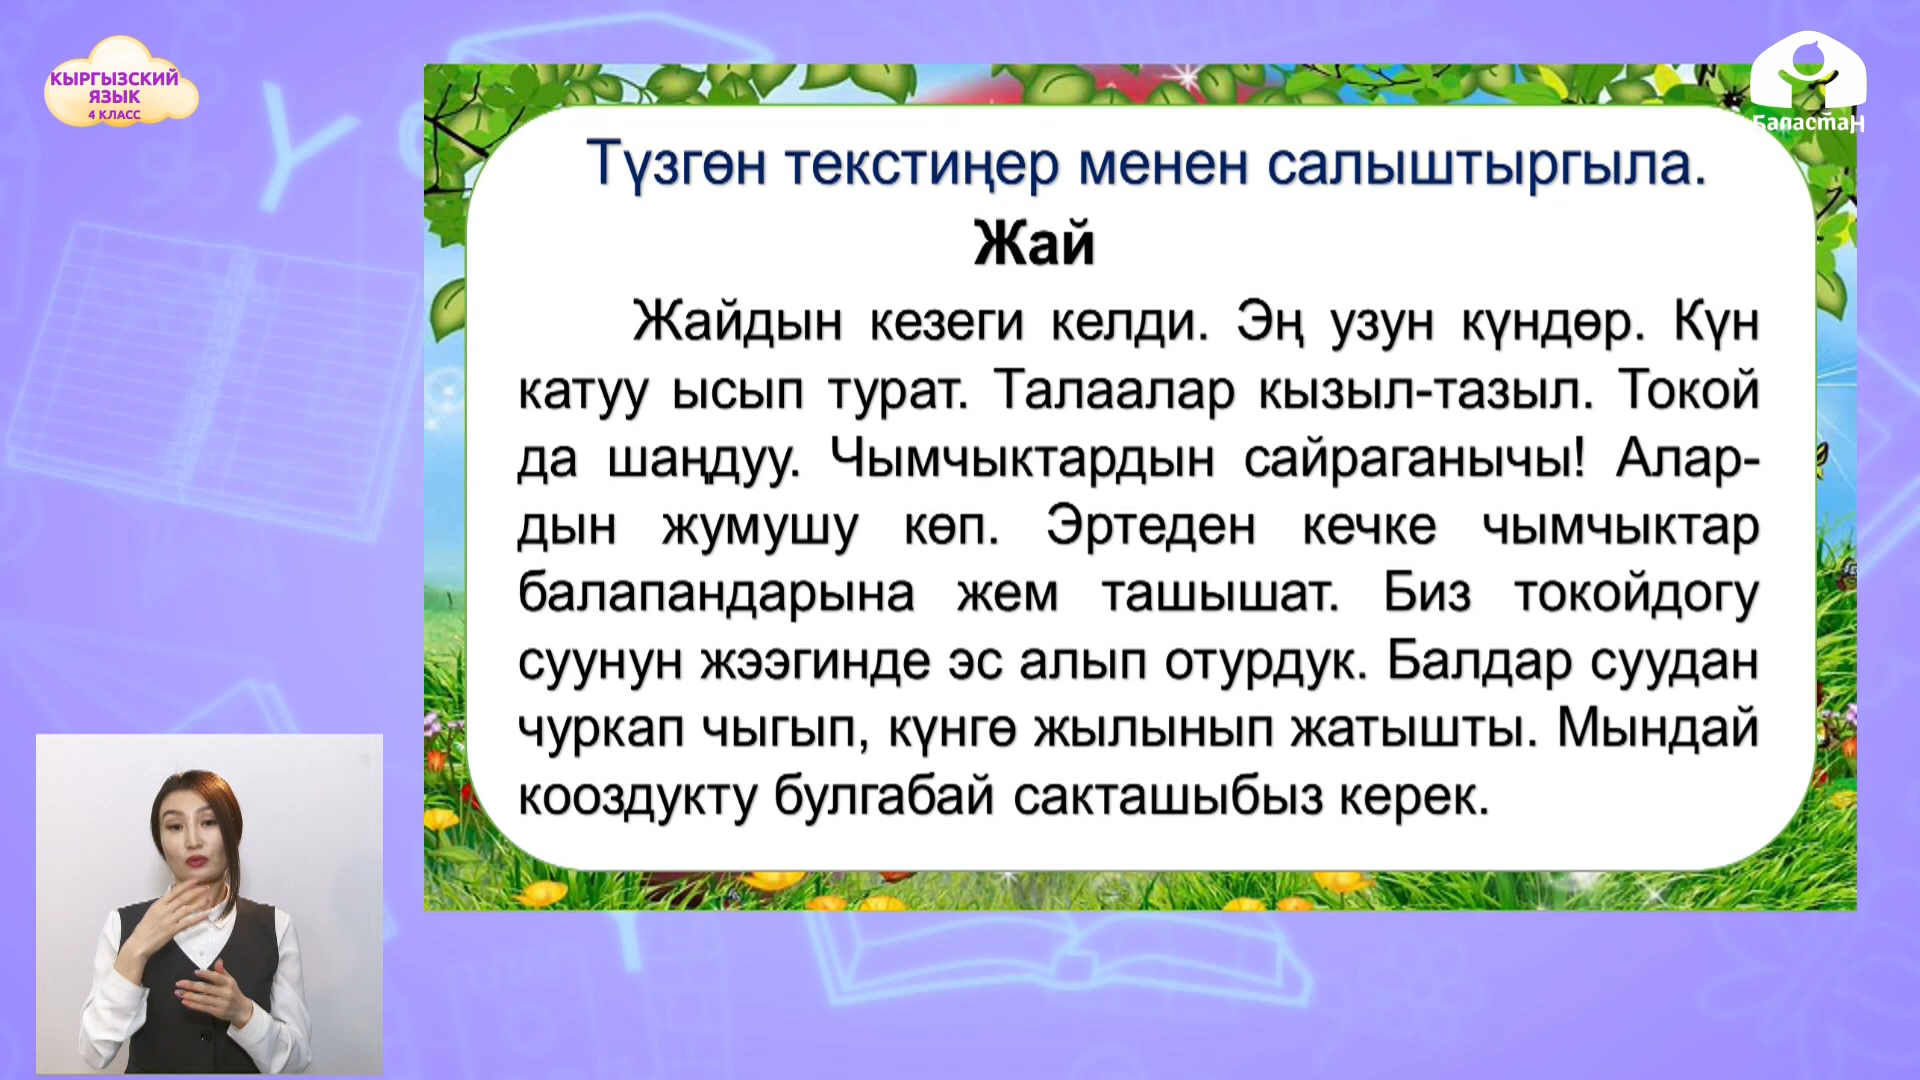 КЫРГЫЗСКИЙ
ЯЗЫК
4 КЛАСС
Баластан
Түзгөн текстиңер менен салыштыргыла.
Жай
Жайдын кезеги келди. Эң узун күндөр. Күн
катуу ысып турат. Талаалар кызыл-тазыл. Токой
да шаңдуу. Чымчыктардын сайраганычы! Алар-
дын жумушу көп. Эртеден кечке чымчыктар
балапандарына жем ташышат. Биз токойдогу
суунун жээгинде эс алып отурдук. Балдар суудан
чуркап чыгып, күнгө жылынып жатышты. Мындай
кооздукту булгабай сакташыбыз керек.